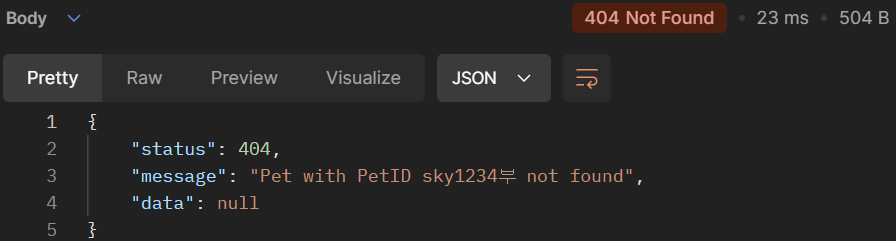 Body 404 Not Found 23 ms 504 B
Pretty Raw Preview Visualize JSON
1 {
2 "status": 404,
3 "message": "Pet with PetID sky1234부 not found",
4 "data": null
5 }